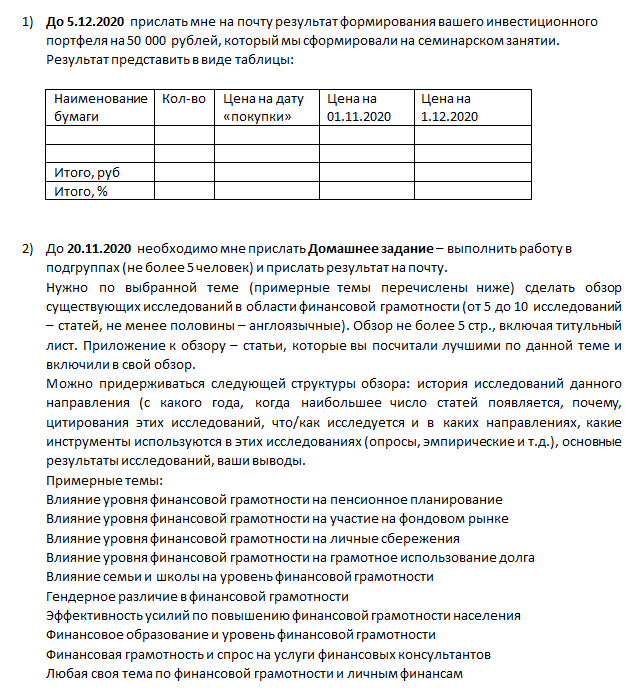 1) До 5.12.2020 прислать мне на почту результат формирования вашего инвестиционного
портфеля на 50 000 рублей, который мы сформировали на семинарском занятии.
Результат представить в виде таблицы:
Наименование бумаги Кол-во Цена на дату «покупки» Цена на 01.11.2020 Цена на 1.12.2020
Итого, руб
Итого, %
2) До 20.11.2020 необходимо мне прислать Домашнее задание – выполнить работу в
подгруппах (не более 5 человек) и прислать результат на почту.
Нужно по выбранной теме (примерные темы перечислены ниже) сделать обзор
существующих исследований в области финансовой грамотности (от 5 до 10 исследований
– статей, не менее половины – англоязычные). Обзор не более 5 стр., включая титульный
лист. Приложение к обзору – статьи, которые вы посчитали лучшими по данной теме и
включили в свой обзор.
Можно придерживаться следующей структуры обзора: история исследований данного
направления (с какого года, когда наибольшее число статей появляется, почему,
цитирования этих исследований, что/как исследуется и в каких направлениях, какие
инструменты используются в этих исследованиях (опросы, эмпирические и т.д.), основные
результаты исследований, ваши выводы.
Примерные темы:
Влияние уровня финансовой грамотности на пенсионное планирование
Влияние уровня финансовой грамотности на участие на фондовом рынке
Влияние уровня финансовой грамотности на личные сбережения
Влияние уровня финансовой грамотности на грамотное использование долга
Влияние семьи и школы на уровень финансовой грамотности
Гендерное различие в финансовой грамотности
Эффективность усилий по повышению финансовой грамотности населения
Финансовое образование и уровень финансовой грамотности
Финансовая грамотность и спрос на услуги финансовых консультантов
Любая своя тема по финансовой грамотности и личным финансам